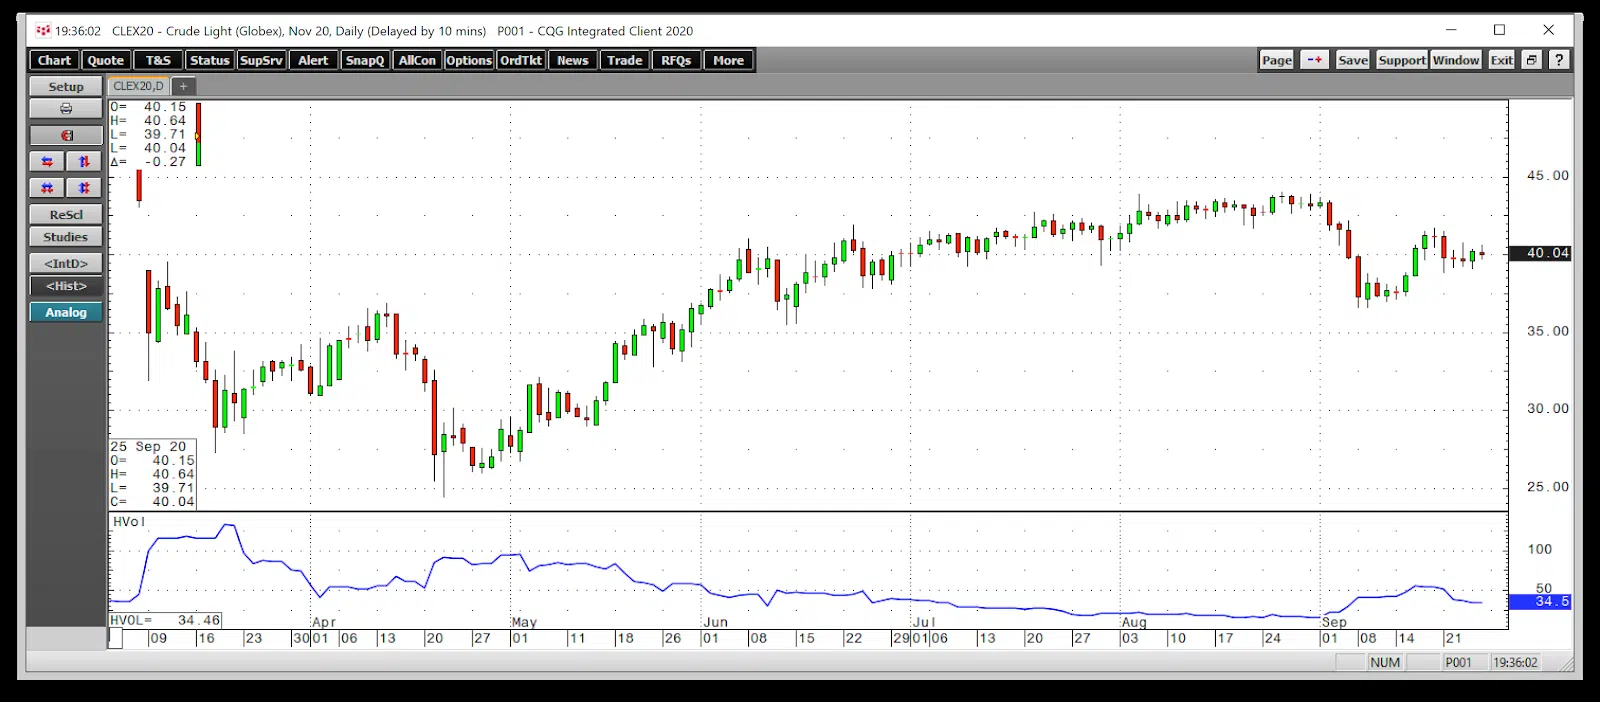 19:36:02 CLEX20 - Crude Light (Globex), Nov 20, Daily (Delayed by 10 mins) P001 - CQG Integrated Client 2020
Chart Quote T&S Status SupSrv Alert SnapQ AllCon Options OrdTkt News Trade RFQs More Page -+ Save Support Window Exit ?
Setup
CLEX20,D +
O= 40.15
H= 40.64
L= 39.71
L= 40.04
Δ= -0.27
ReScl
Studies
<IntD>
<Hist>
Analog
45.00
40.04
35.00
30.00
25.00
25 Sep 20
O= 40.15
H= 40.64
L= 39.71
C= 40.04
HVol
100
50
34.5
HVOL= 34.46
Apr May Jun Jul Aug Sep
09 16 23 30 01 06 13 20 27 01 11 18 26 01 08 15 22 29 01 06 13 20 27 03 10 17 24 01 08 14 21
NUM P001 19:36:02